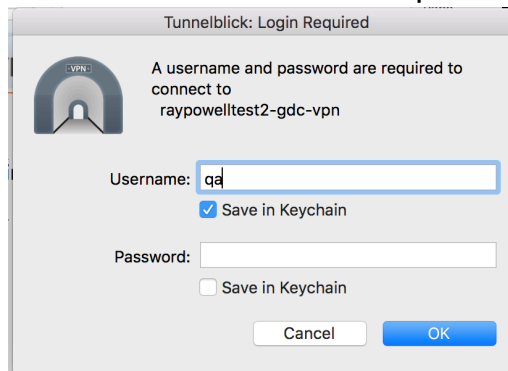 Tunnelblick: Login Required
VPN
A username and password are required to
connect to
raypowelltest2-gdc-vpn
Username: qa
Save in Keychain
Password:
Save in Keychain
Cancel OK